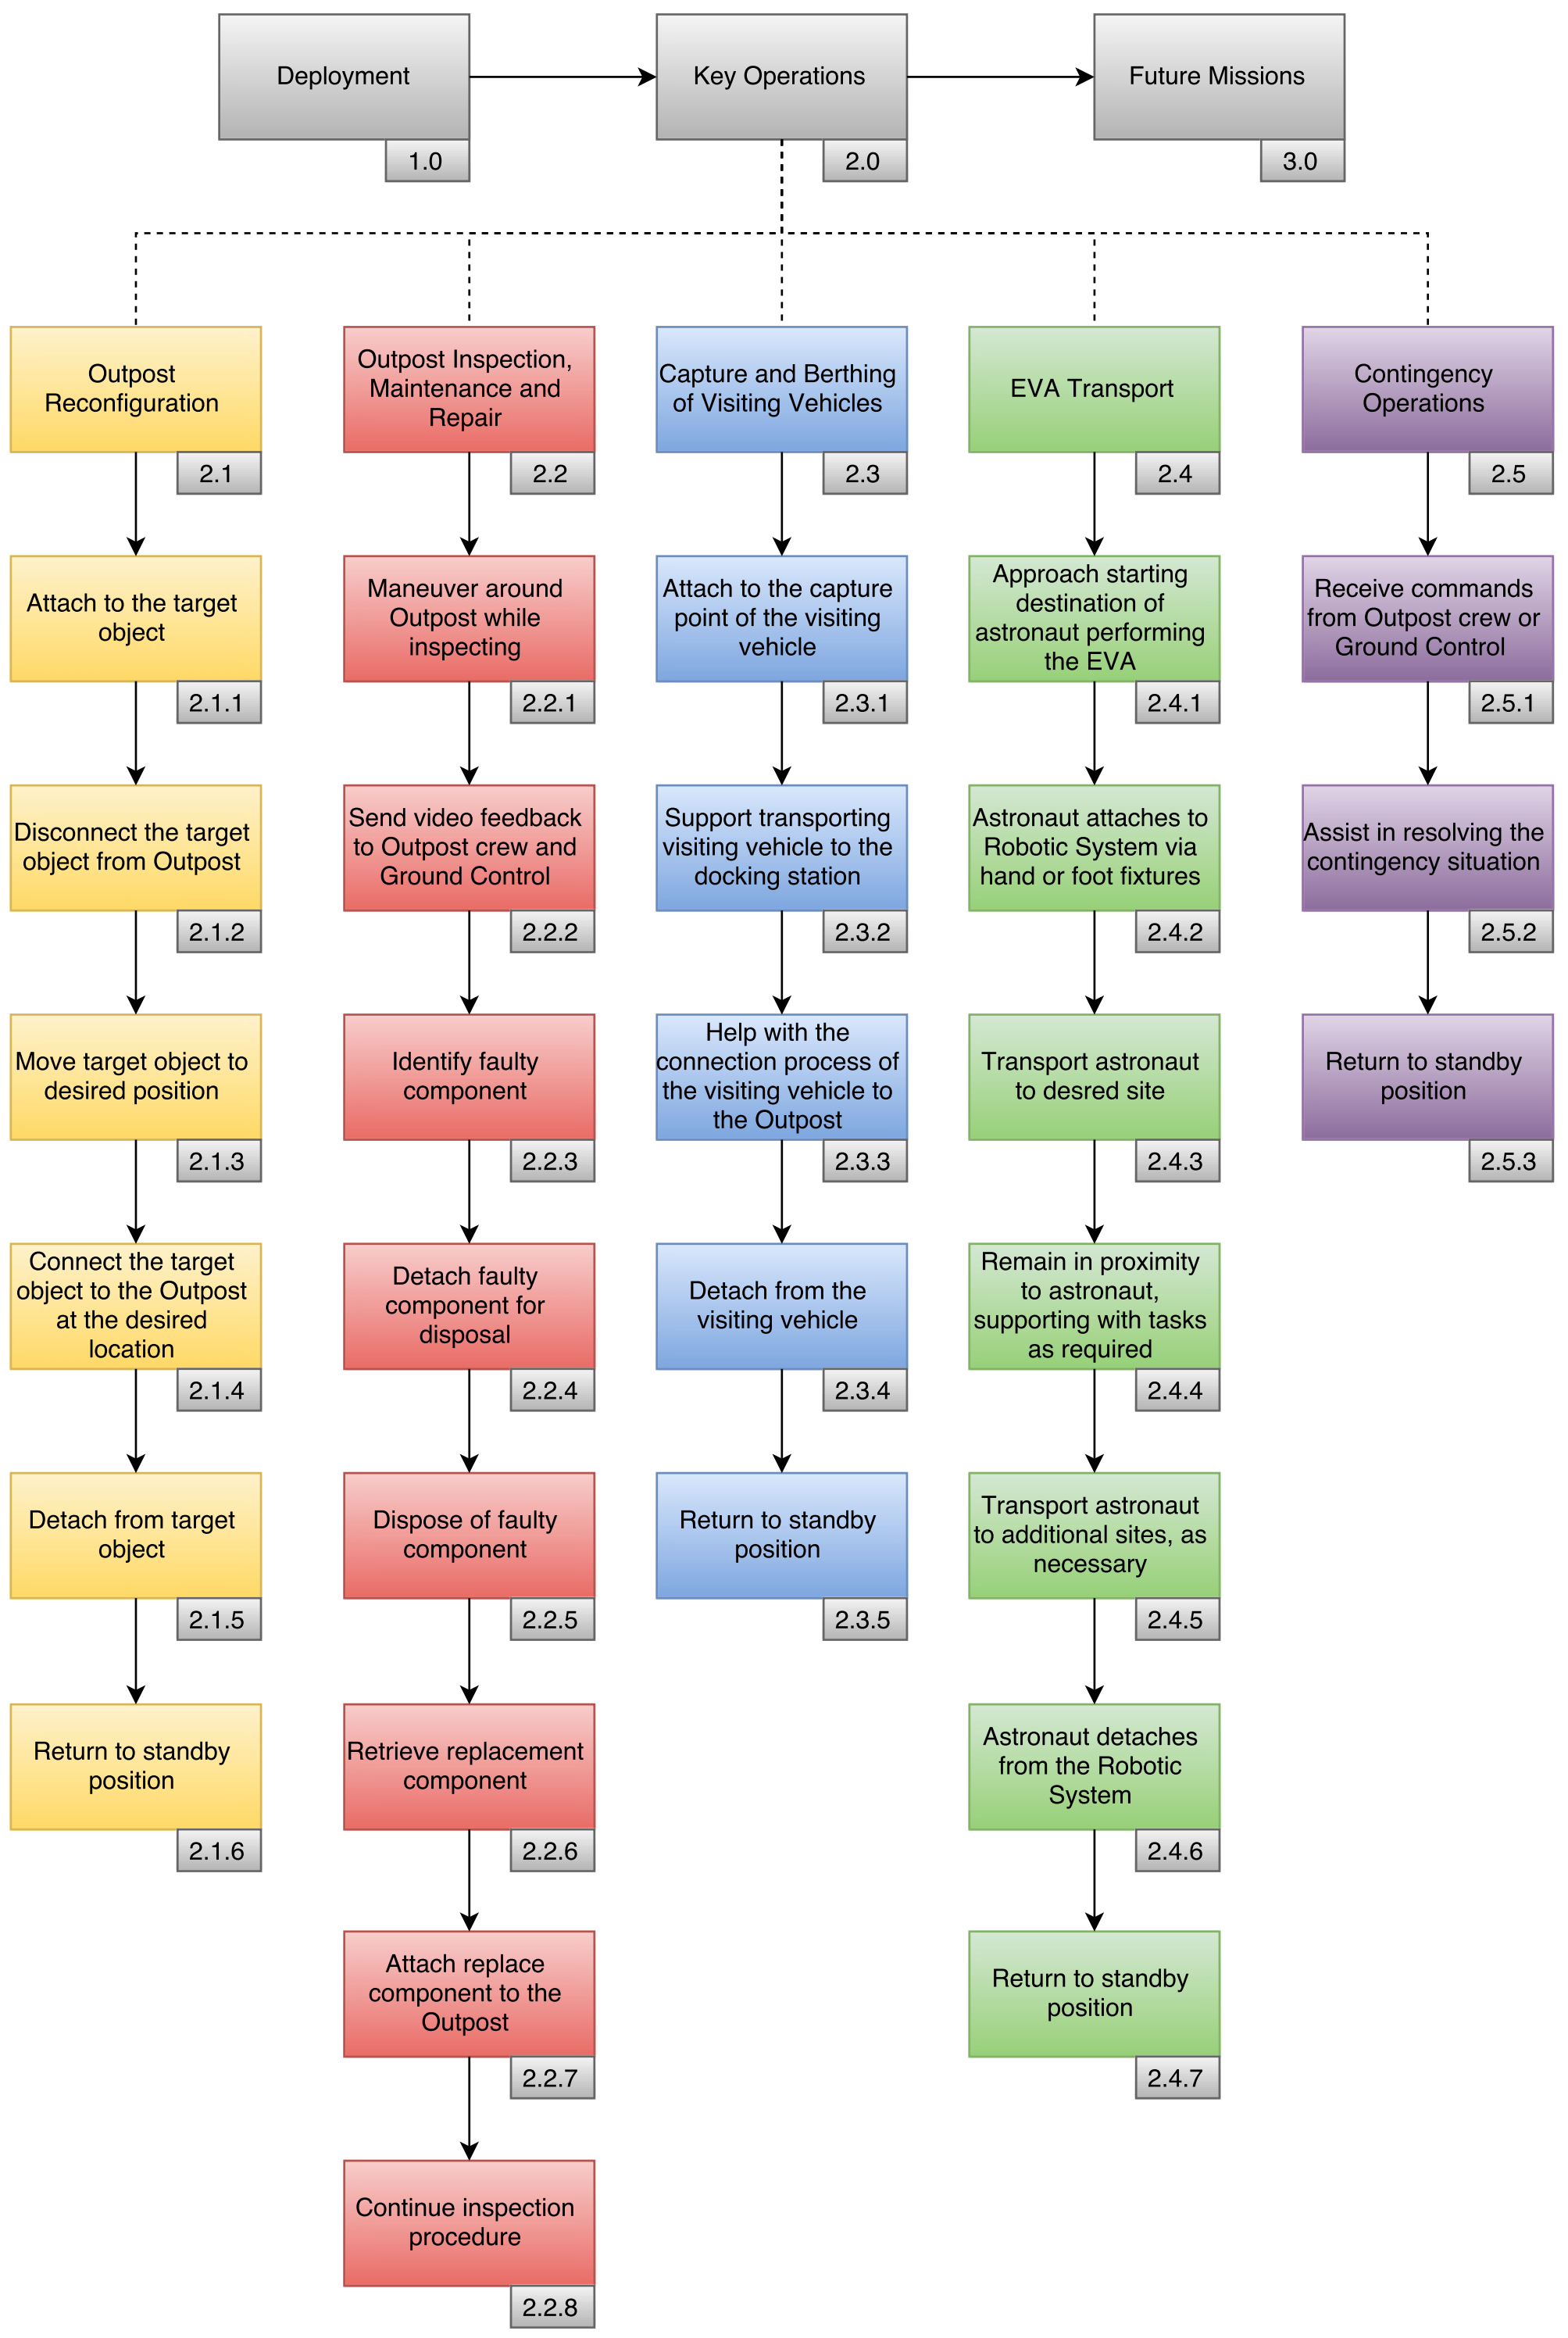 Deployment
1.0
Key Operations
2.0
Future Missions
3.0
Outpost
Reconfiguration
2.1
Attach to the target
object
2.1.1
Disconnect the target
object from Outpost
2.1.2
Move target object to
desired position
2.1.3
Connect the target
object to the Outpost
at the desired
location
2.1.4
Detach from target
object
2.1.5
Return to standby
position
2.1.6
Outpost Inspection,
Maintenance and
Repair
2.2
Maneuver around
Outpost while
inspecting
2.2.1
Send video feedback
to Outpost crew and
Ground Control
2.2.2
Identify faulty
component
2.2.3
Detach faulty
component for
disposal
2.2.4
Dispose of faulty
component
2.2.5
Retrieve replacement
component
2.2.6
Attach replace
component to the
Outpost
2.2.7
Continue inspection
procedure
2.2.8
Capture and Berthing
of Visiting Vehicles
2.3
Attach to the capture
point of the visiting
vehicle
2.3.1
Support transporting
visiting vehicle to the
docking station
2.3.2
Help with the
connection process of
the visiting vehicle to
the Outpost
2.3.3
Detach from the
visiting vehicle
2.3.4
Return to standby
position
2.3.5
EVA Transport
2.4
Approach starting
destination of
astronaut performing
the EVA
2.4.1
Astronaut attaches to
Robotic System via
hand or foot fixtures
2.4.2
Transport astronaut
to desred site
2.4.3
Remain in proximity
to astronaut,
supporting with tasks
as required
2.4.4
Transport astronaut
to additional sites, as
necessary
2.4.5
Astronaut detaches
from the Robotic
System
2.4.6
Return to standby
position
2.4.7
Contingency
Operations
2.5
Receive commands
from Outpost crew or
Ground Control
2.5.1
Assist in resolving the
contingency situation
2.5.2
Return to standby
position
2.5.3